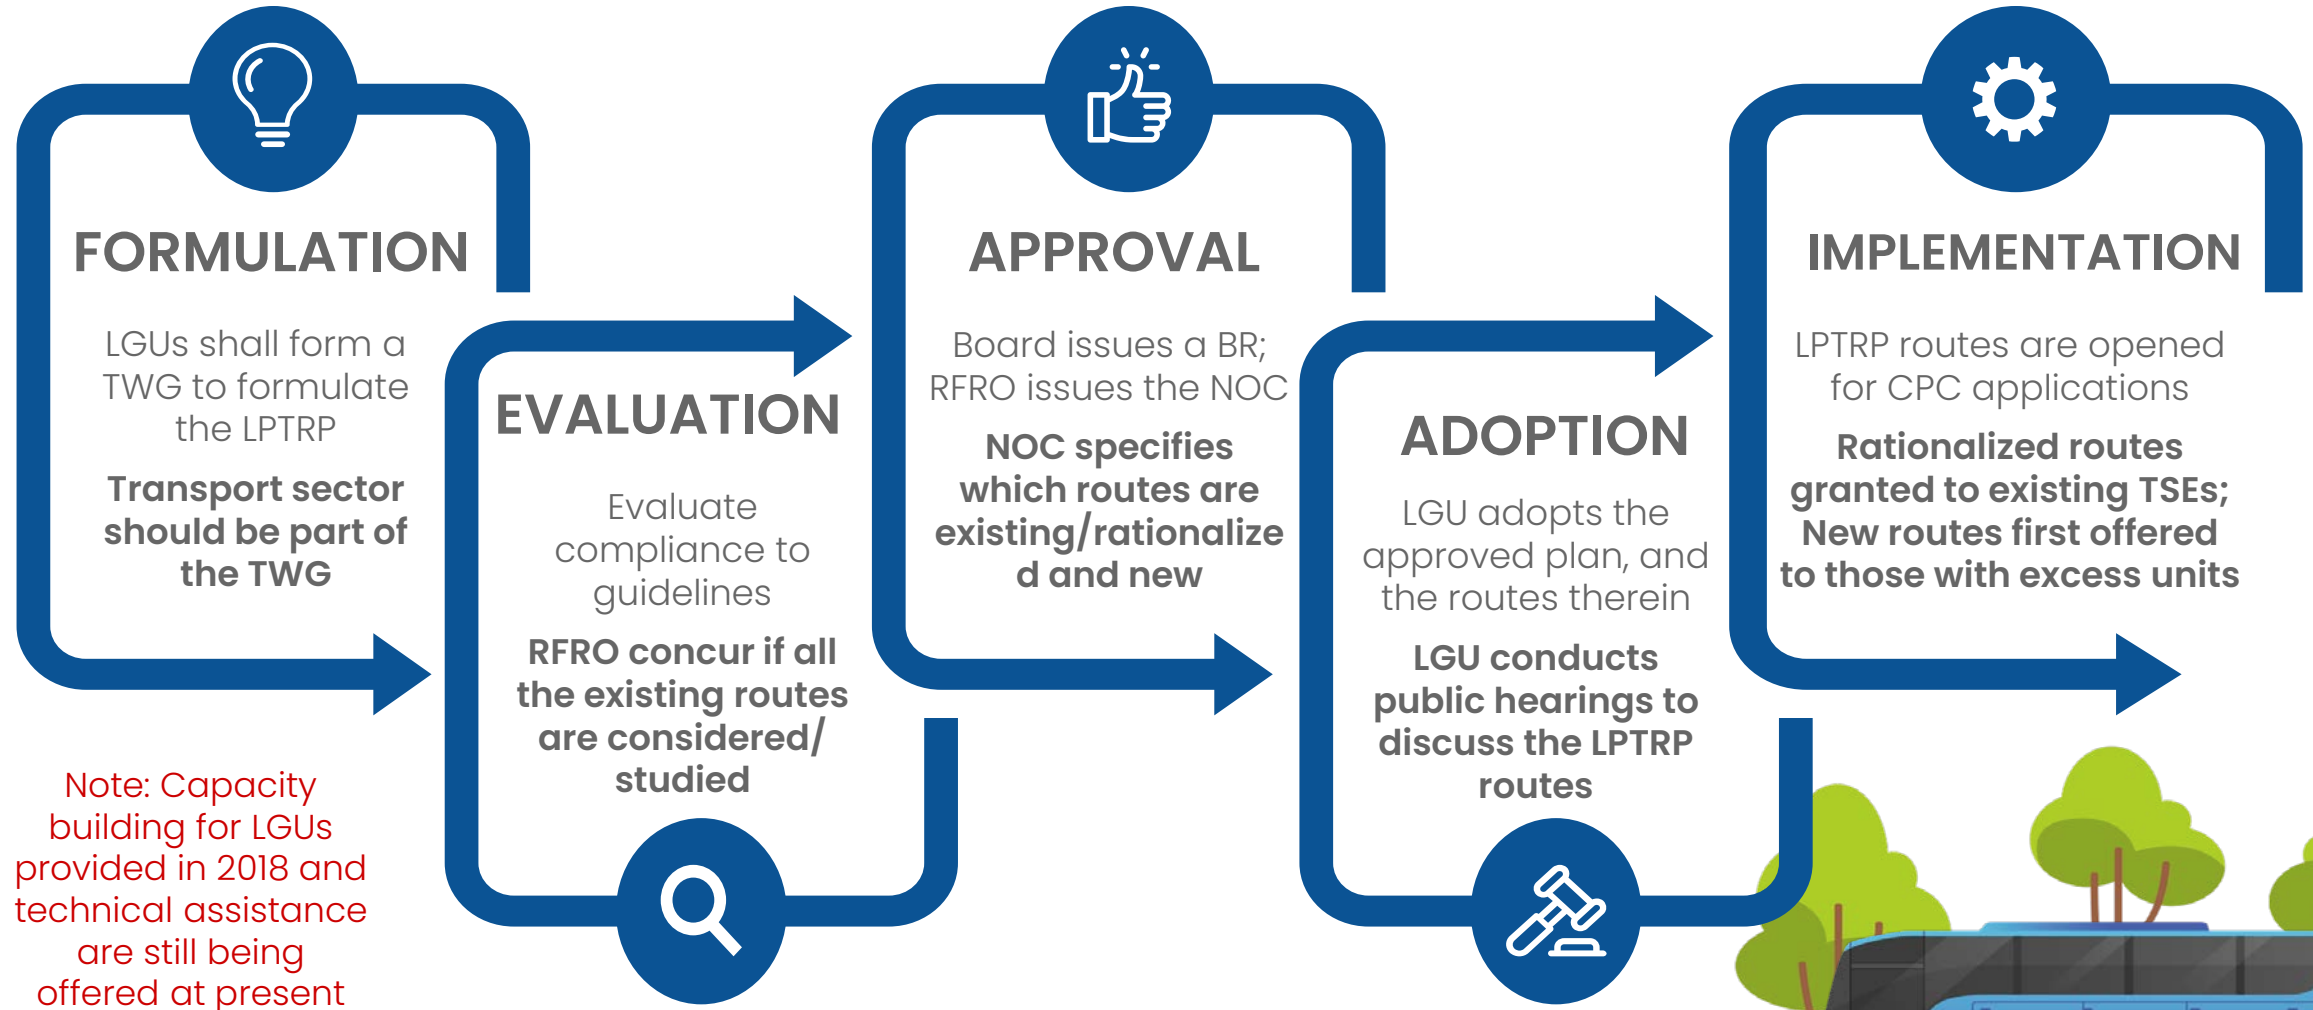 FORMULATION
LGUs shall form a
TWG to formulate
the LPTRP
Transport sector
should be part of
the TWG
Note: Capacity
building for LGUs
provided in 2018 and
technical assistance
are still being
offered at present
EVALUATION
Evaluate
compliance to
guidelines
RFRO concur if all
the existing routes
are considered/
studied
APPROVAL
Board issues a BR;
RFRO issues the NOC
NOC specifies
which routes are
existing/rationalize
d and new
ADOPTION
LGU adopts the
approved plan, and
the routes therein
LGU conducts
public hearings to
discuss the LPTRP
routes
IMPLEMENTATION
LPTRP routes are opened
for CPC applications
Rationalized routes
granted to existing TSEs;
New routes first offered
to those with excess units